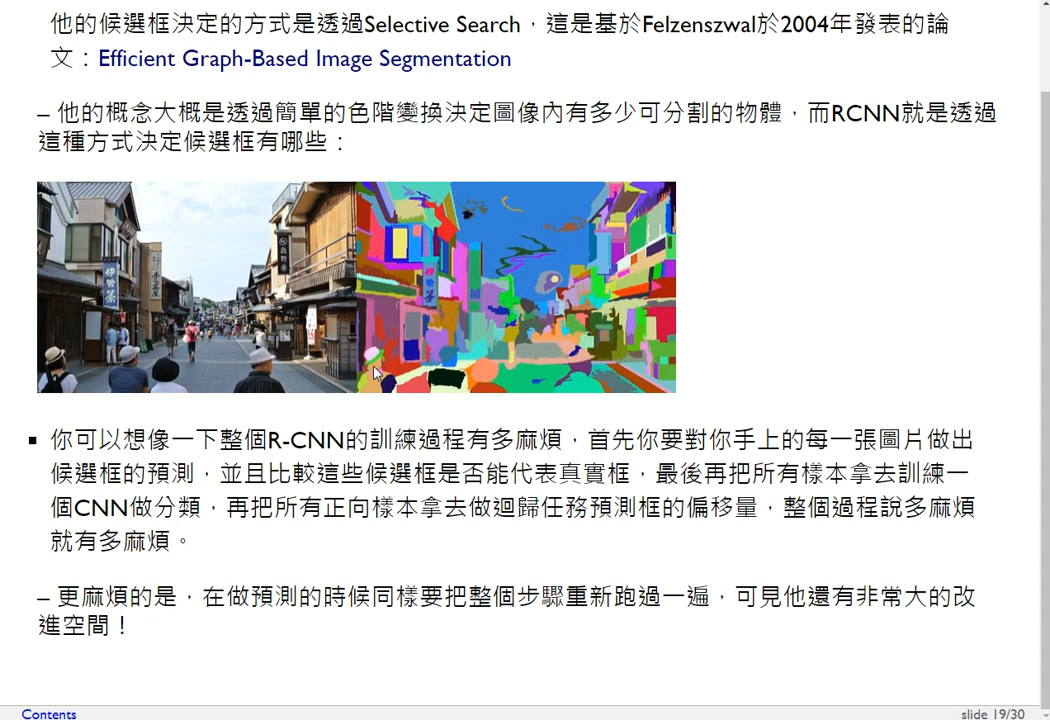 他的候選框決定的方式是透過Selective Search，這是基於Felzenszwal於2004年發表的論
文：Efficient Graph-Based Image Segmentation
– 他的概念大概是透過簡單的色階變換決定圖像內有多少可分割的物體，而RCNN就是透過
這種方式決定候選框有哪些：
伊勢茶
■ 你可以想像一下整個R-CNN的訓練過程有多麻煩，首先你要對你手上的每一張圖片做出
候選框的預測，並且比較這些候選框是否能代表真實框，最後再把所有樣本拿去訓練一
個CNN做分類，再把所有正向樣本拿去做迴歸任務預測框的偏移量，整個過程說多麻煩
就有多麻煩。
– 更麻煩的是，在做預測的時候同樣要把整個步驟重新跑過一遍，可見他還有非常大的改
進空間！
Contents
slide 19/30